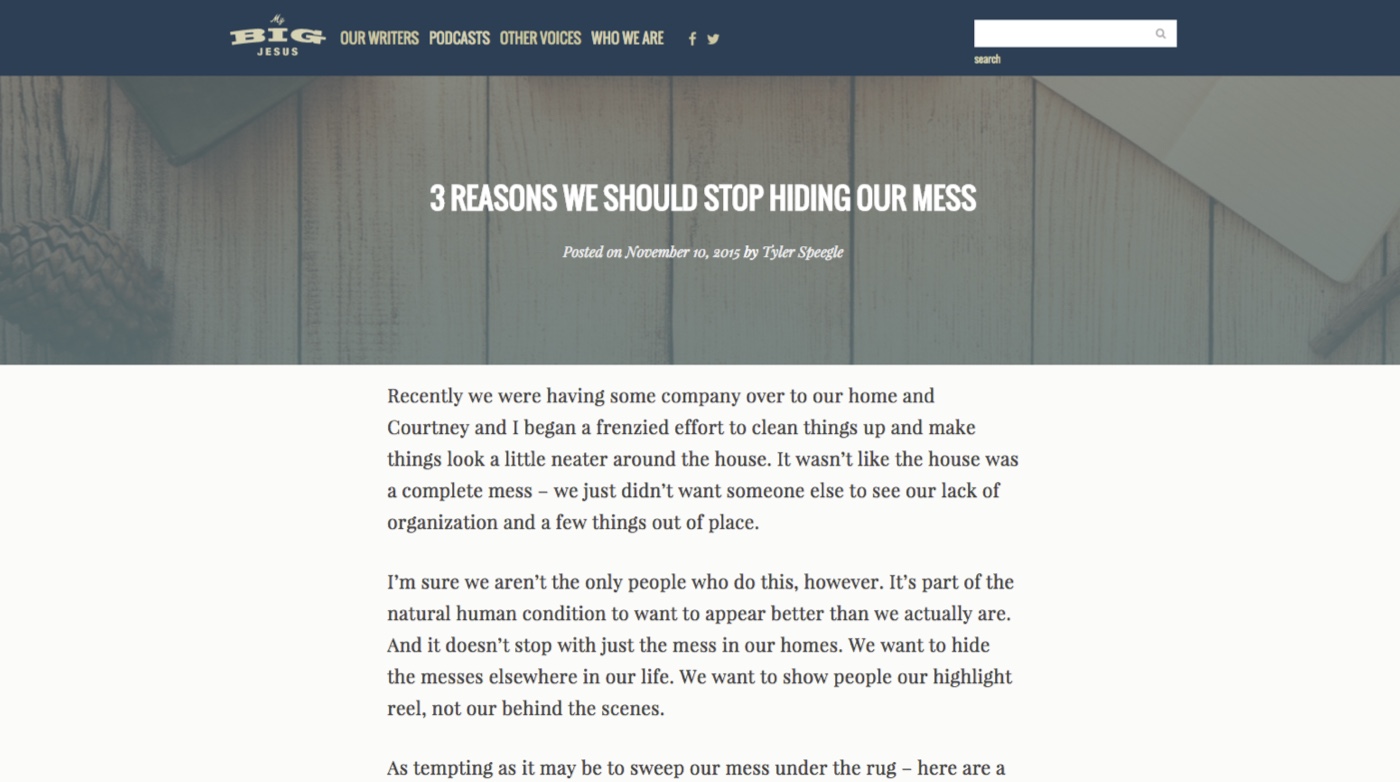 My
BIG
JESUS
OUR WRITERS PODCASTS OTHER VOICES WHO WE ARE
search
3 REASONS WE SHOULD STOP HIDING OUR MESS
Posted on November 10, 2015 by Tyler Speegle
Recently we were having some company over to our home and
Courtney and I began a frenzied effort to clean things up and make
things look a little neater around the house. It wasn’t like the house was
a complete mess – we just didn’t want someone else to see our lack of
organization and a few things out of place.
I’m sure we aren’t the only people who do this, however. It’s part of the
natural human condition to want to appear better than we actually are.
And it doesn’t stop with just the mess in our homes. We want to hide
the messes elsewhere in our life. We want to show people our highlight
reel, not our behind the scenes.
As tempting as it may be to sweep our mess under the rug – here are a